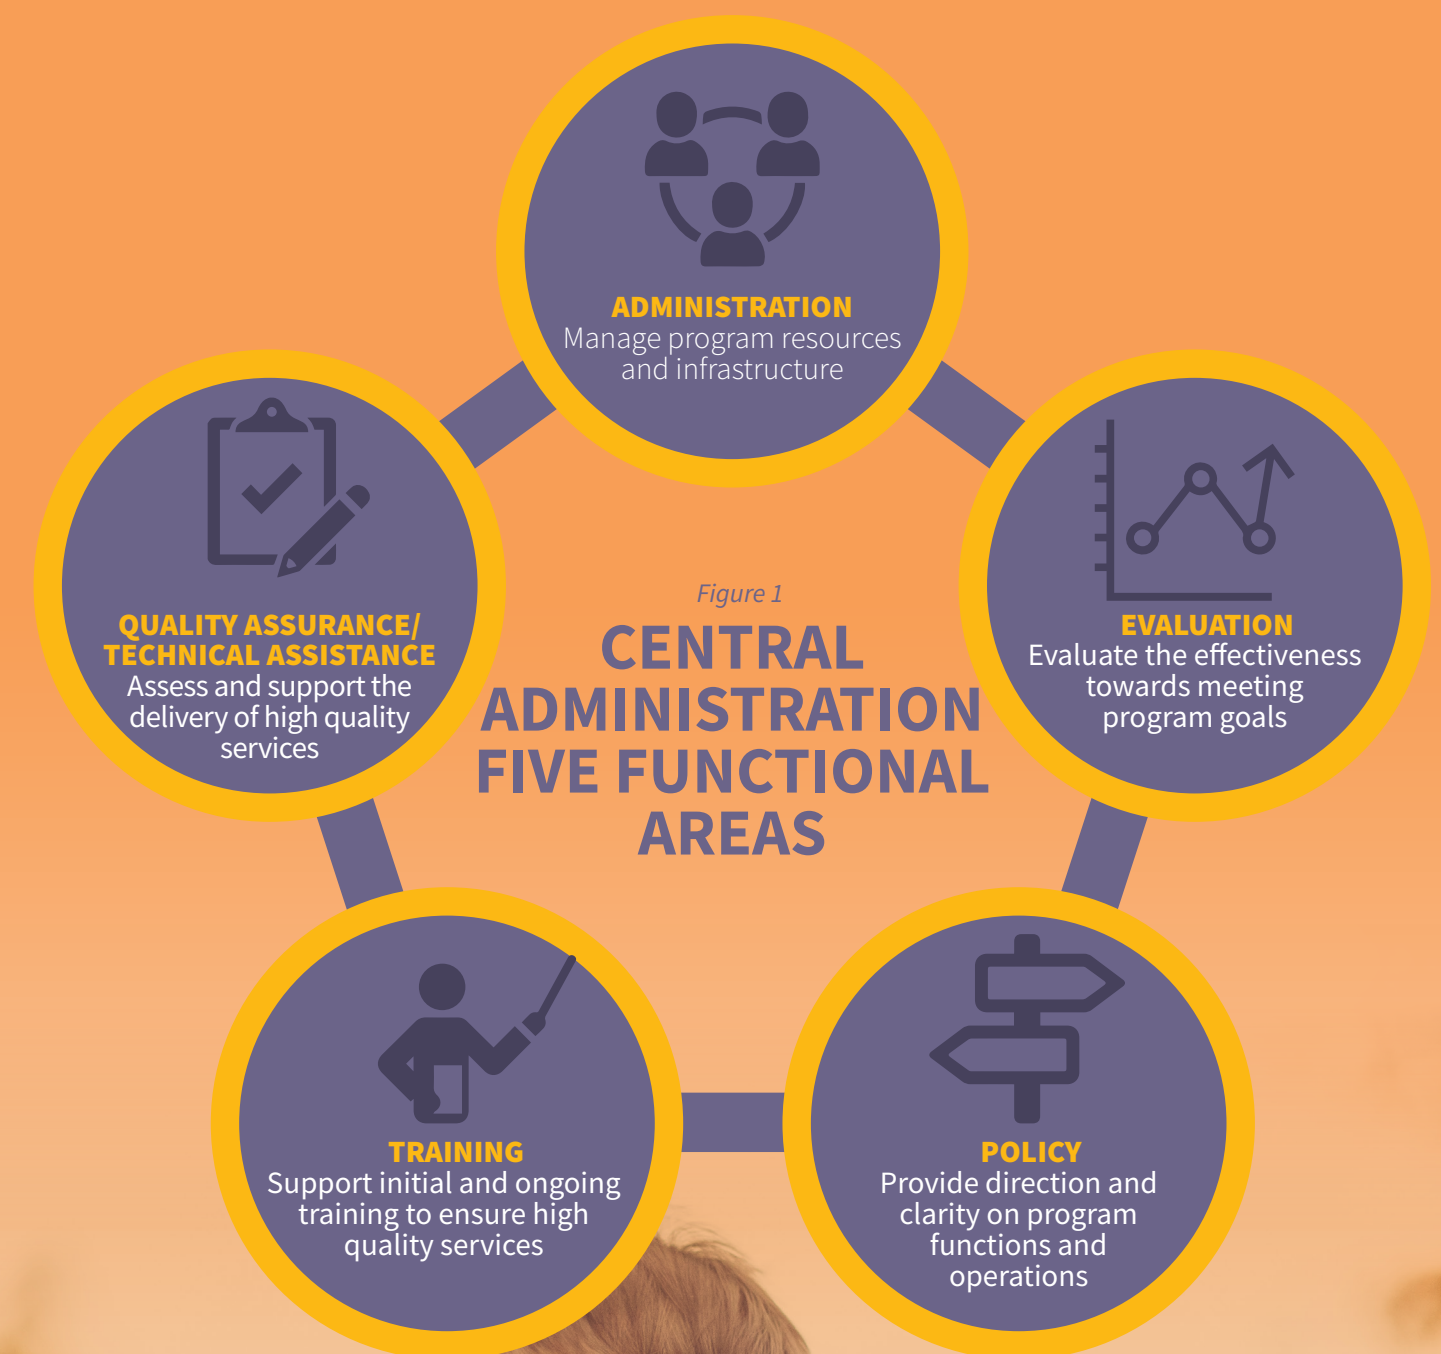 ADMINISTRATION
Manage program resources
and infrastructure
QUALITY ASSURANCE/
TECHNICAL ASSISTANCE
Assess and support the
delivery of high quality
services
Figure 1
CENTRAL
ADMINISTRATION
FIVE FUNCTIONAL
AREAS
EVALUATION
Evaluate the effectiveness
towards meeting
program goals
TRAINING
Support initial and ongoing
training to ensure high
quality services
POLICY
Provide direction and
clarity on program
functions and
operations